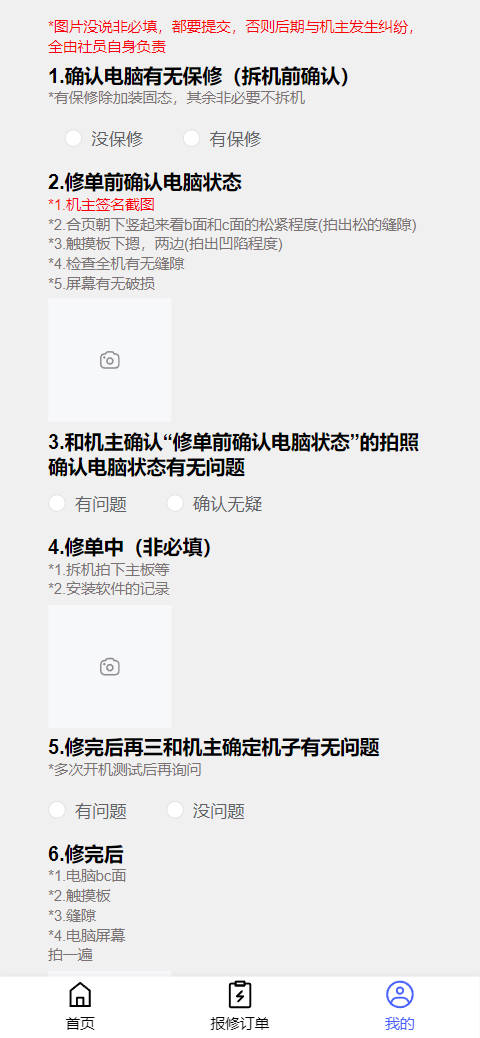 *图片没说非必填，都要提交，否则后期与机主发生纠纷，
全由社员自身负责
1.确认电脑有无保修（拆机前确认）
*有保修除加装固态，其余非必要不拆机
没保修 有保修
2.修单前确认电脑状态
*1.机主签名截图
*2.合页朝下竖起来看b面和c面的松紧程度(拍出松的缝隙)
*3.触摸板下摁，两边(拍出凹陷程度)
*4.检查全机有无缝隙
*5.屏幕有无破损
3.和机主确认“修单前确认电脑状态”的拍照
确认电脑状态有无问题
有问题 确认无疑
4.修单中（非必填）
*1.拆机拍下主板等
*2.安装软件的记录
5.修完后再三和机主确定机子有无问题
*多次开机测试后再询问
有问题 没问题
6.修完后
*1.电脑bc面
*2.触摸板
*3.缝隙
*4.电脑屏幕
拍一遍
首页 报修订单 我的